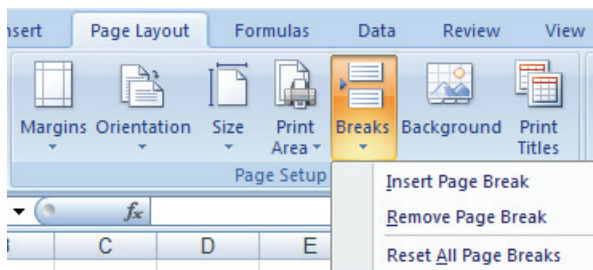 nsert Page Layout Formulas Data Review View
Margins Orientation Size Print Area Breaks Background Print Titles
Page Setup
Insert Page Break
fx
Remove Page Break
C D E
Reset All Page Breaks